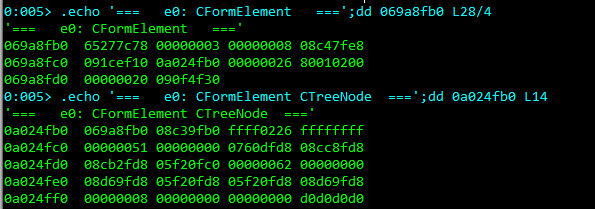 0:005> .echo '===   e0: CFormElement   ===';dd 069a8fb0 L28/4
'===   e0: CFormElement   ==='
069a8fb0  65277c78 00000003 00000008 08c47fe8
069a8fc0  091cef10 0a024fb0 00000026 80010200
069a8fd0  00000020 090f4f30
0:005> .echo '===   e0: CFormElement CTreeNode  ===';dd 0a024fb0 L14
'===   e0: CFormElement CTreeNode  ==='
0a024fb0  069a8fb0 08c39fb0 ffff0226 ffffffff
0a024fc0  00000051 00000000 0760dfd8 08cc8fd8
0a024fd0  08cb2fd8 05f20fc0 00000062 00000000
0a024fe0  08d69fd8 05f20fd8 05f20fd8 08d69fd8
0a024ff0  00000008 00000000 00000000 d0d0d0d0